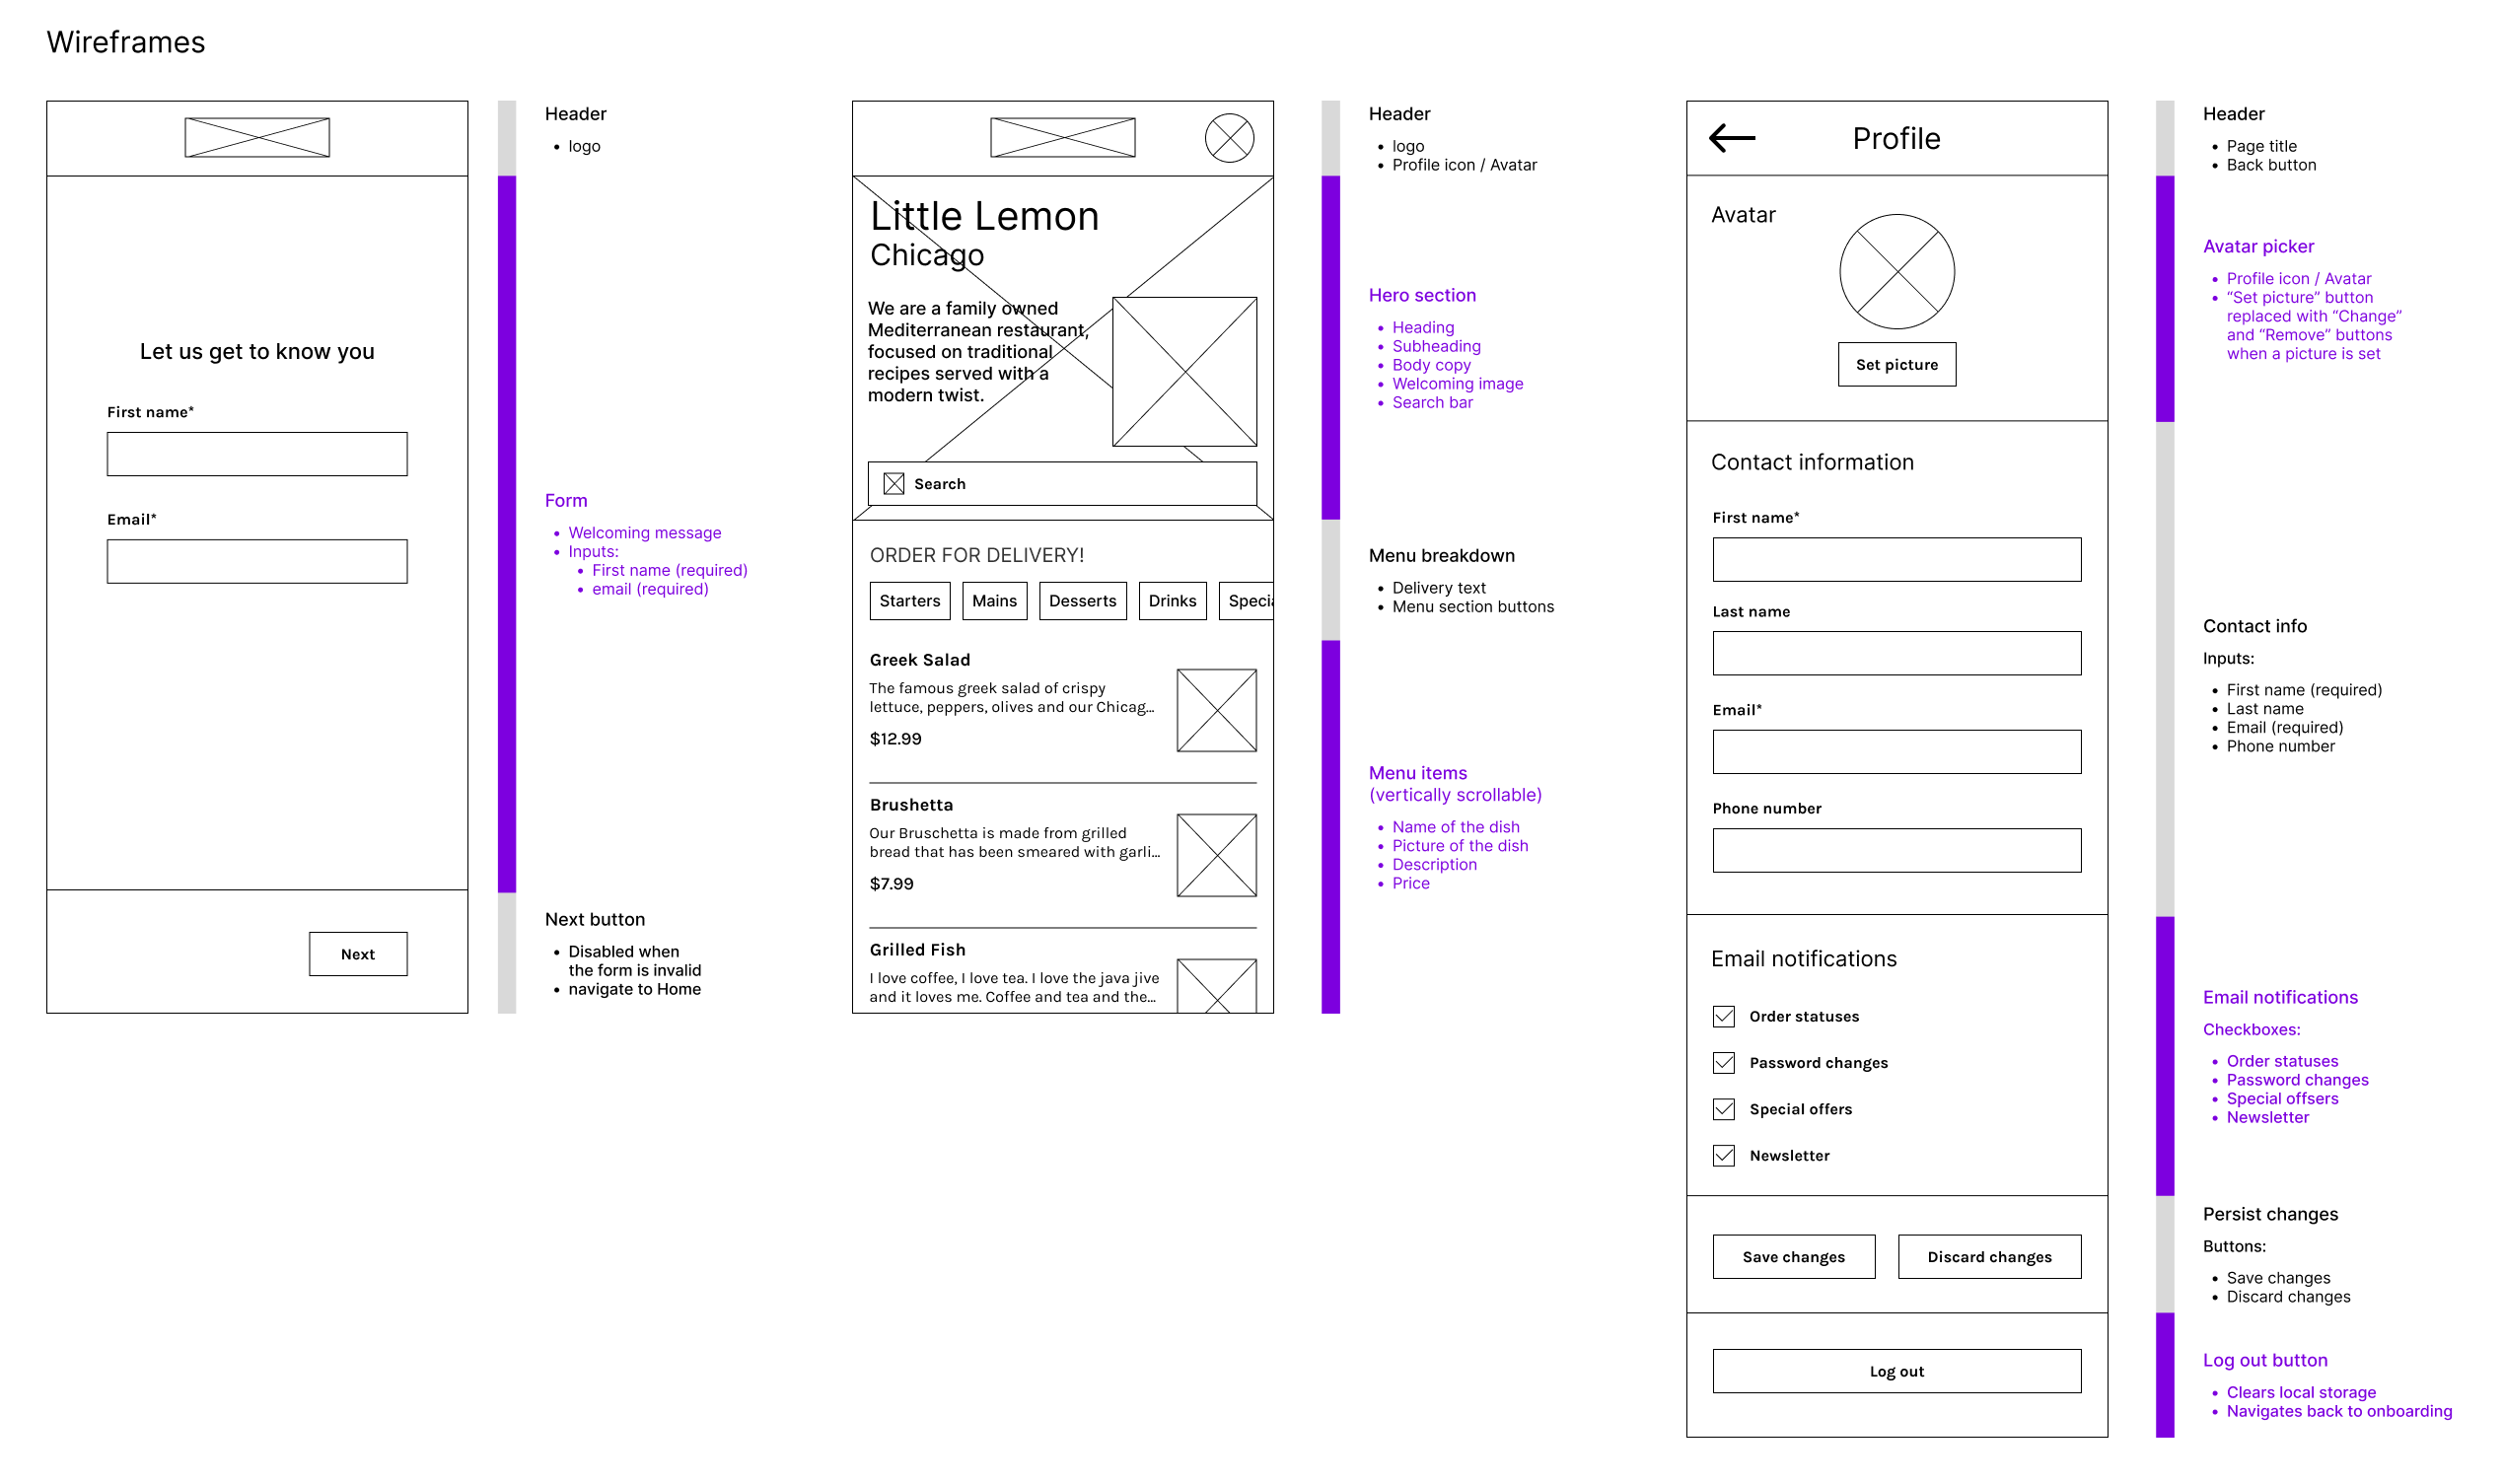 Wireframes
Let us get to know you
First name*
Email*
Next
Header
• logo
Form
• Welcoming message
• Inputs:
• First name (required)
• email (required)
Next button
• Disabled when
the form is invalid
• navigate to Home
Little Lemon
Chicago
We are a family owned
Mediterranean restaurant,
focused on traditional
recipes served with a
modern twist.
Search
ORDER FOR DELIVERY!
Starters Mains Desserts Drinks Specia
Greek Salad
The famous greek salad of crispy
lettuce, peppers, olives and our Chicag...
$12.99
Brushetta
Our Bruschetta is made from grilled
bread that has been smeared with garli...
$7.99
Grilled Fish
I love coffee, I love tea. I love the java jive
and it loves me. Coffee and tea and the...
Header
• logo
• Profile icon / Avatar
Hero section
• Heading
• Subheading
• Body copy
• Welcoming image
• Search bar
Menu breakdown
• Delivery text
• Menu section buttons
Menu items
(vertically scrollable)
• Name of the dish
• Picture of the dish
• Description
• Price
Profile
Avatar
Set picture
Contact information
First name*
Last name
Email*
Phone number
Email notifications
Order statuses
Password changes
Special offers
Newsletter
Save changes Discard changes
Log out
Header
• Page title
• Back button
Avatar picker
• Profile icon / Avatar
• “Set picture” button
replaced with “Change”
and “Remove” buttons
when a picture is set
Contact info
Inputs:
• First name (required)
• Last name
• Email (required)
• Phone number
Email notifications
Checkboxes:
• Order statuses
• Password changes
• Special offsers
• Newsletter
Persist changes
Buttons:
• Save changes
• Discard changes
Log out button
• Clears local storage
• Navigates back to onboarding